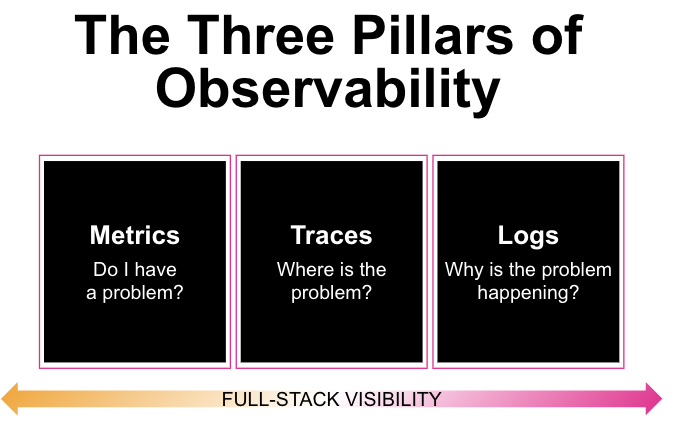 The Three Pillars of
Observability
Metrics
Do I have
a problem?
Traces
Where is the
problem?
Logs
Why is the problem
happening?
FULL-STACK VISIBILITY